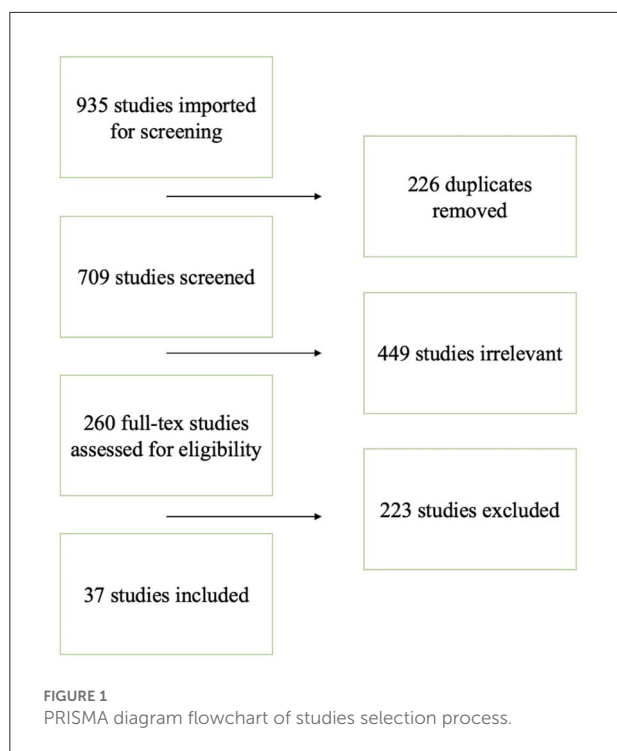 935 studies imported
for screening
226 duplicates
removed
709 studies screened
449 studies irrelevant
260 full-tex studies
assessed for eligibility
223 studies excluded
37 studies included
FIGURE 1
PRISMA diagram flowchart of studies selection process.